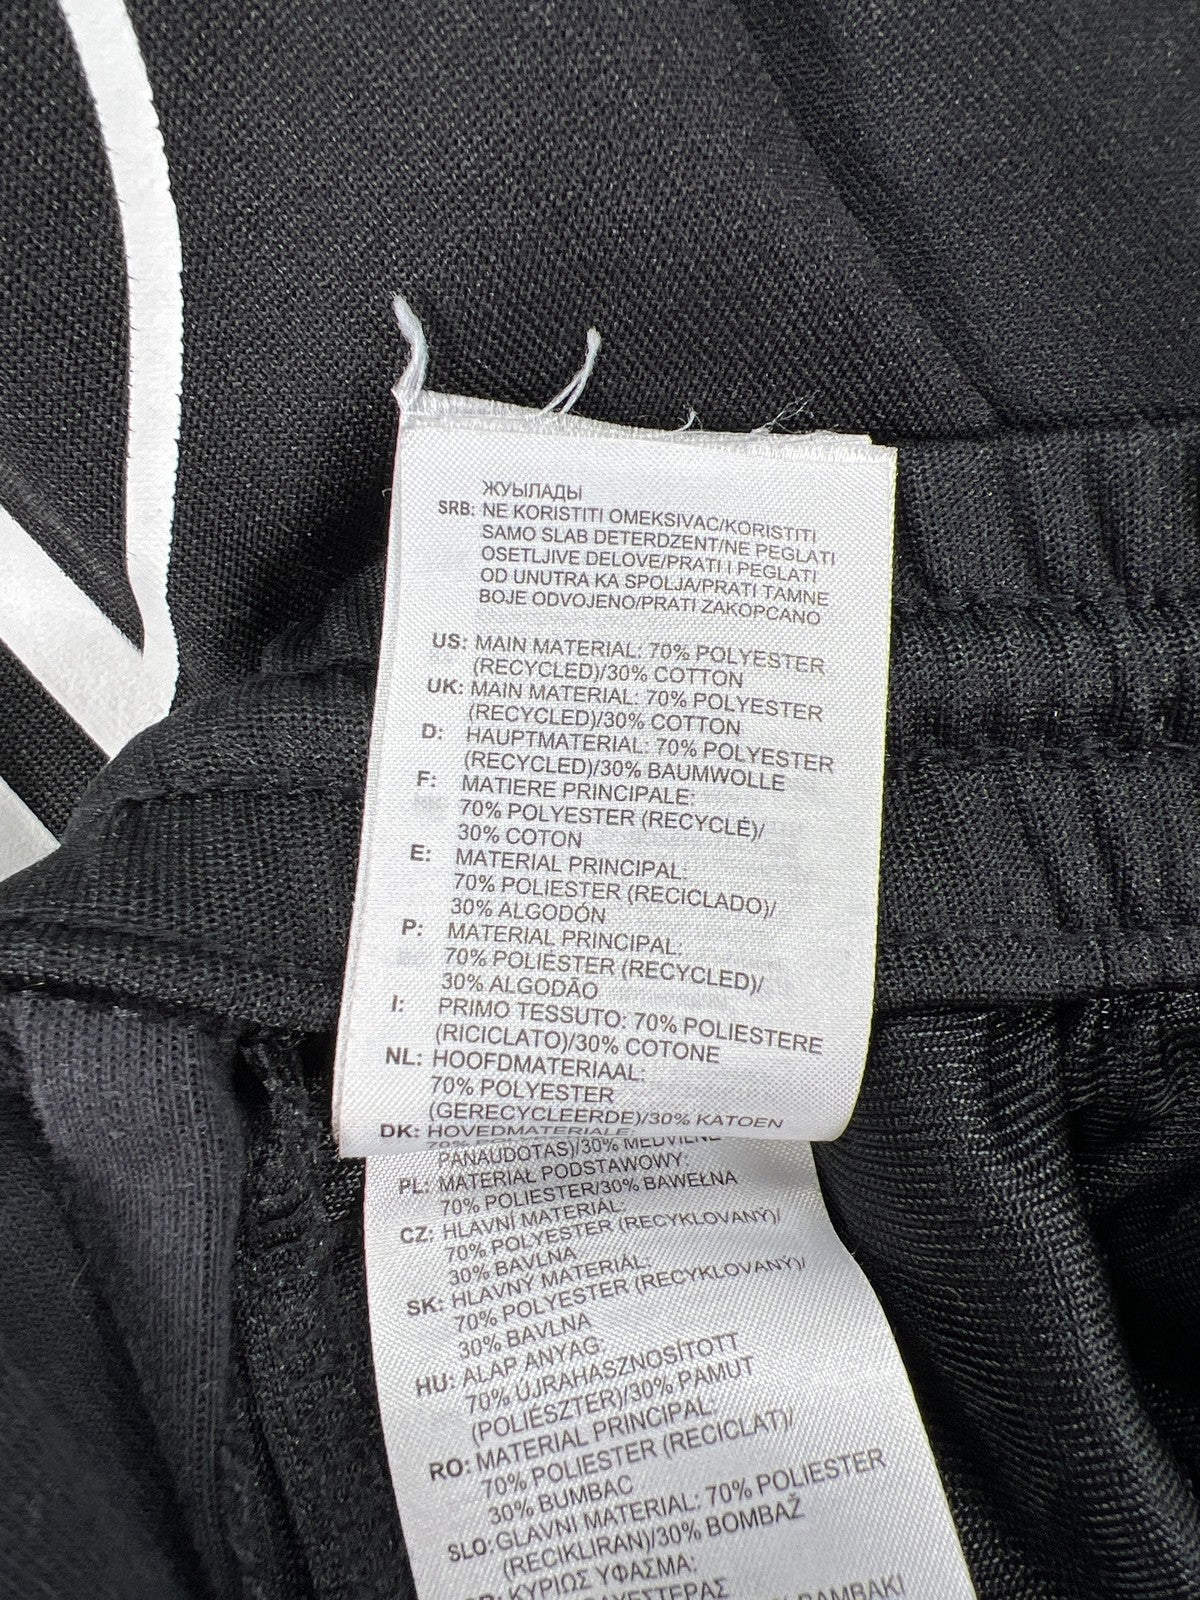 ЖУЫЛАДЫ
SRB: NE KORISTITI OMEKSIVAC/KORISTITI
SAMO SLAB DETERDZENT/NE PEGLATI
OSETLJIVE DELOVE/PRATI I PEGLATI
OD UNUTRA KA SPOLJA/PRATI TAMNE
BOJE ODVOJENO/PRATI ZAKOPCANO
US: MAIN MATERIAL: 70% POLYESTER
(RECYCLED)/30% COTTON
UK: MAIN MATERIAL: 70% POLYESTER
(RECYCLED)/30% COTTON
D: HAUPTMATERIAL: 70% POLYESTER
(RECYCLED)/30% BAUMWOLLE
F: MATIERE PRINCIPALE:
70% POLYESTER (RECYCLÉ)/
30% COTON
E: MATERIAL PRINCIPAL:
70% POLIESTER (RECICLADO)/
30% ALGODÓN
P: MATERIAL PRINCIPAL:
70% POLIÉSTER (RECYCLED)/
30% ALGODÃO
I: PRIMO TESSUTO: 70% POLIESTERE
(RICICLATO)/30% COTONE
NL: HOOFDMATERIAAL:
70% POLYESTER
(GERECYCLEERDE)/30% KATOEN
DK: HOVEDMATERIALE:
PANAUDOTAS)/30% MEDVILNE
PL: MATERIAŁ PODSTAWOWY:
70% POLIESTER/30% BAWEŁNA
CZ: HLAVNÍ MATERIÁL:
70% POLYESTER (RECYKLOVANÝ)/
30% BAVLNA
SK: HLAVNÝ MATERIÁL:
70% POLYESTER (RECYKLOVANÝ)/
30% BAVLNA
HU: ALAP ANYAG:
70% ÚJRAHASZNOSÍTOTT
(POLIÉSZTER)/30% PAMUT
RO: MATERIAL PRINCIPAL:
70% POLIESTER (RECICLAT)/
30% BUMBAC
SLO: GLAVNI MATERIAL: 70% POLIESTER
(RECIKLIRAN)/30% BOMBAŽ
ΚΥΡΙΟΣ ΥΦΑΣΜΑ: